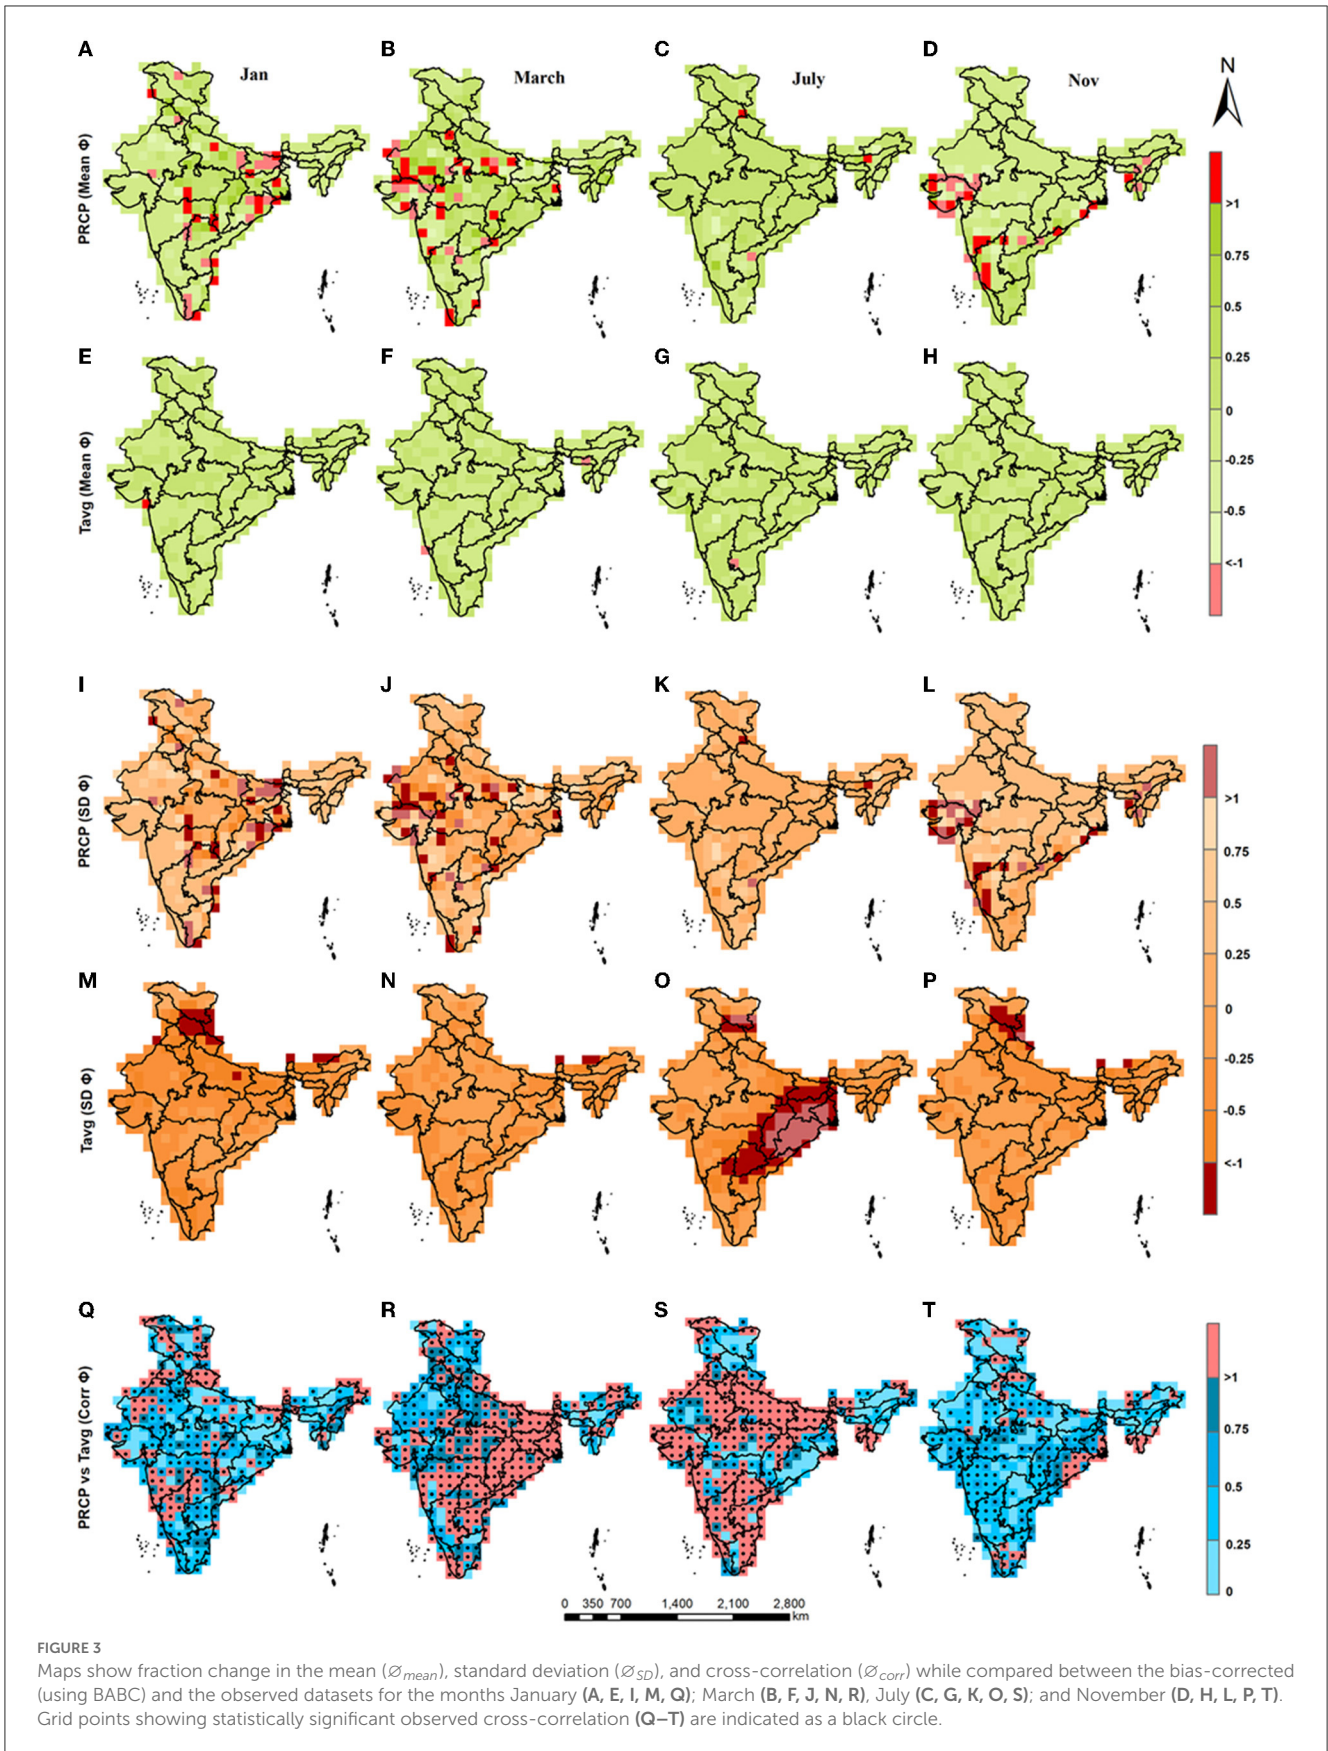 A
B
C
D
Jan
March
July
Nov
N
PRCP (Mean Φ)
>1
0.75
0.5
0.25
0
-0.25
-0.5
<-1
E
F
G
H
Tavg (Mean Φ)
I
J
K
L
PRCP (SD Φ)
>1
0.75
0.5
0.25
0
-0.25
-0.5
<-1
M
N
O
P
Tavg (SD Φ)
Q
R
S
T
PRCP vs Tavg (Corr Φ)
>1
0.75
0.5
0.25
0
0 350 700 1,400 2,100 2,800
km
FIGURE 3
Maps show fraction change in the mean (∅mean), standard deviation (∅SD), and cross-correlation (∅corr) while compared between the bias-corrected
(using BABC) and the observed datasets for the months January (A, E, I, M, Q); March (B, F, J, N, R), July (C, G, K, O, S); and November (D, H, L, P, T).
Grid points showing statistically significant observed cross-correlation (Q–T) are indicated as a black circle.